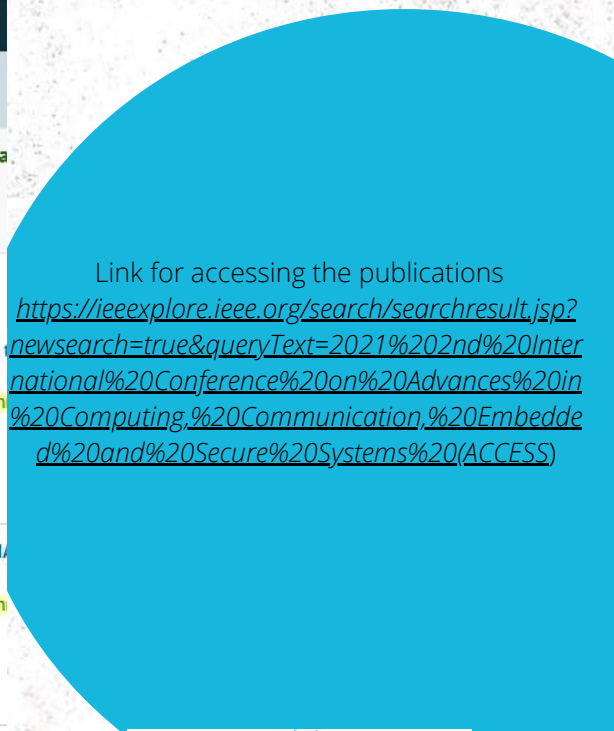 Link for accessing the publications
https://ieeexplore.ieee.org/search/searchresult.jsp?
newsearch=true&queryText=2021%202nd%20Inter
national%20Conference%20on%20Advances%20in
%20Computing,%20Communication,%20Embedde
d%20and%20Secure%20Systems%20(ACCESS)